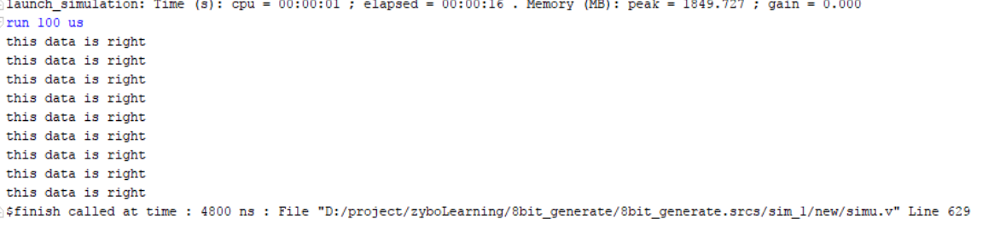 launch_simulation: Time (s): cpu = 00:00:01 ; elapsed = 00:00:16 . Memory (MB): peak = 1849.727 ; gain = 0.000
run 100 us
this data is right
this data is right
this data is right
this data is right
this data is right
this data is right
this data is right
this data is right
this data is right
$finish called at time : 4800 ns : File "D:/project/zyboLearning/8bit_generate/8bit_generate.srcs/sim_1/new/simu.v" Line 629